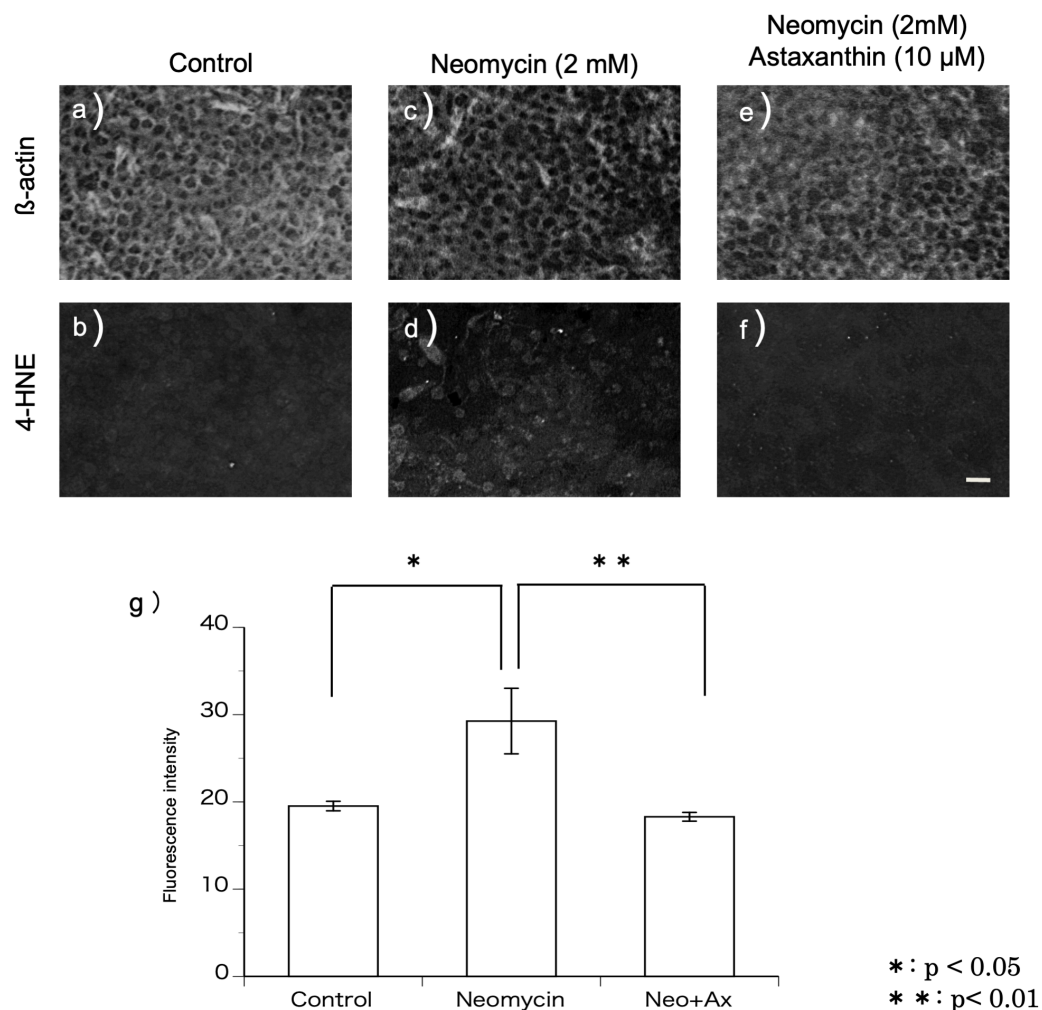 Neomycin (2mM)
Astaxanthin (10 µM)
Control
Neomycin (2 mM)
ß-actin
a)
c)
e)
4-HNE
b)
d)
f)
*
* *
g)
40
30
20
10
0
Fluorescence intensity
Control
Neomycin
Neo+Ax
*: p < 0.05
* *: p< 0.01